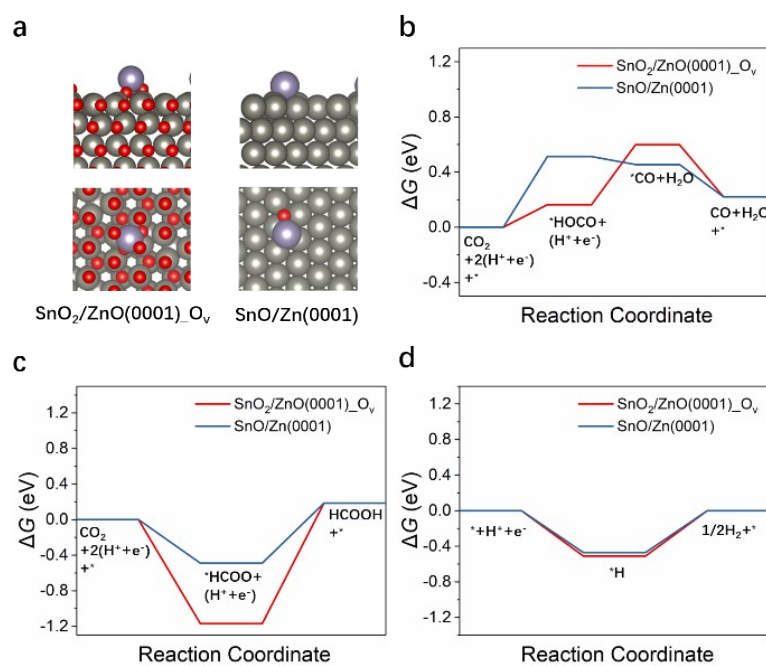 a
SnO₂/ZnO(0001)_Oᵥ
SnO/Zn(0001)
b
ΔG (eV)
1.2
0.8
0.4
0.0
-0.4
SnO₂/ZnO(0001)_Oᵥ
SnO/Zn(0001)
CO₂
+2(H⁺+e⁻)
+*
*HOCO+
(H⁺+e⁻)
*CO+H₂O
CO+H₂O
+*
Reaction Coordinate
c
ΔG (eV)
1.2
0.8
0.4
0.0
-0.4
-0.8
-1.2
SnO₂/ZnO(0001)_Oᵥ
SnO/Zn(0001)
CO₂
+2(H⁺+e⁻)
+*
*HCOO+
(H⁺+e⁻)
HCOOH
+*
Reaction Coordinate
d
ΔG (eV)
1.2
0.8
0.4
0.0
-0.4
-0.8
-1.2
SnO₂/ZnO(0001)_Oᵥ
SnO/Zn(0001)
*+H⁺+e⁻
*H
1/2H₂+*
Reaction Coordinate